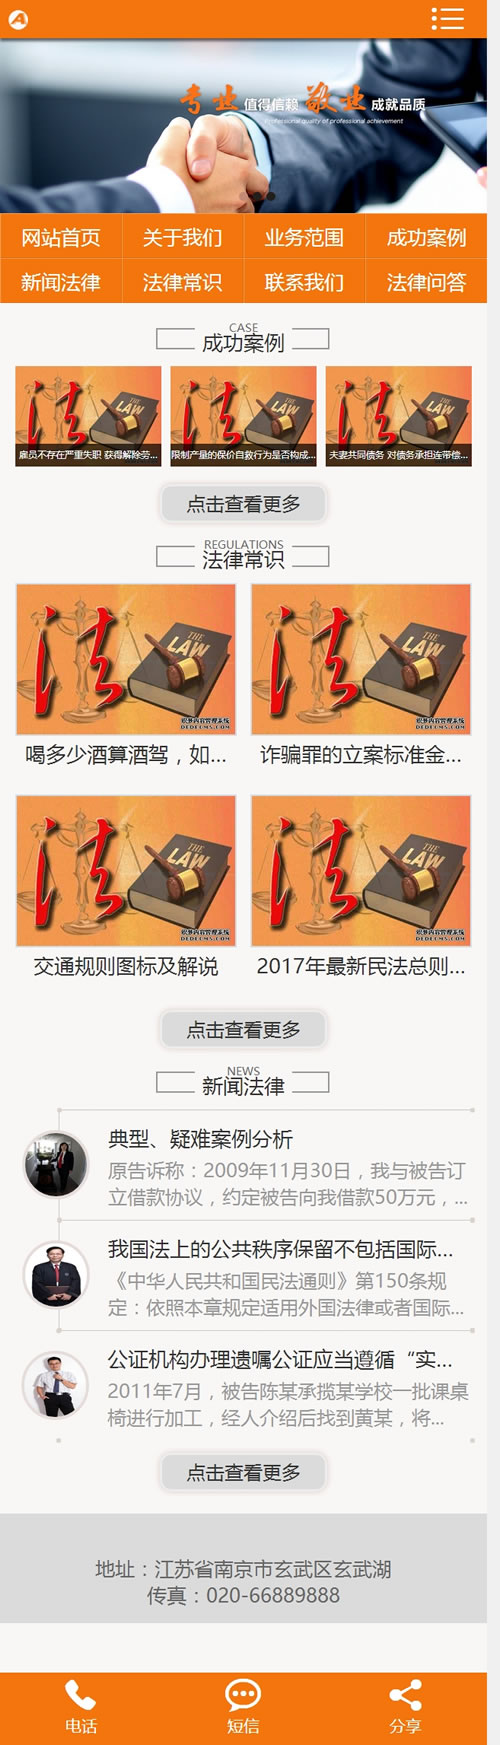 A
专业 值得信赖 敬业 成就品质
Professional quality of professional achievement
网站首页 关于我们 业务范围 成功案例
新闻法律 法律常识 联系我们 法律问答
CASE
成功案例
法 THE LAW 法 THE LAW 法 THE LAW
雇员不存在严重失职 获得解除劳... 限制产量的保价自救行为是否构成... 夫妻共同债务 对债务承担连带偿...
点击查看更多
REGULATIONS
法律常识
法 THE LAW 法 THE LAW
织梦内容管理系统 织梦内容管理系统
DEDECMS.COM DEDECMS.COM
喝多少酒算酒驾，如... 诈骗罪的立案标准金...
法 THE LAW 法 THE LAW
织梦内容管理系统 织梦内容管理系统
DEDECMS.COM DEDECMS.COM
交通规则图标及解说 2017年最新民法总则...
点击查看更多
NEWS
新闻法律
典型、疑难案例分析
原告诉称：2009年11月30日，我与被告订
立借款协议，约定被告向我借款50万元，...
我国法上的公共秩序保留不包括国际...
《中华人民共和国民法通则》第150条规
定：依照本章规定适用外国法律或者国际...
公证机构办理遗嘱公证应当遵循“实...
2011年7月，被告陈某承揽某学校一批课桌
椅进行加工，经人介绍后找到黄某，将...
点击查看更多
地址：江苏省南京市玄武区玄武湖
传真：020-66889888
电话 短信 分享